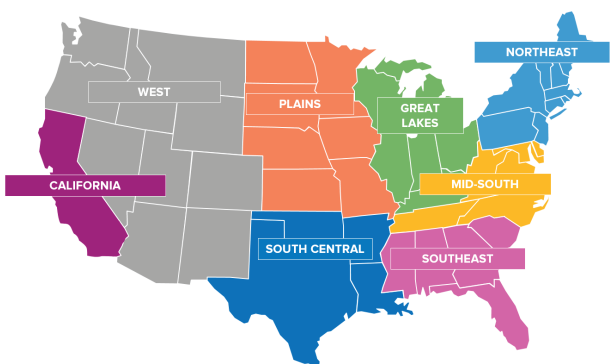 NORTHEAST
WEST
PLAINS
GREAT
LAKES
CALIFORNIA
MID-SOUTH
SOUTH CENTRAL
SOUTHEAST